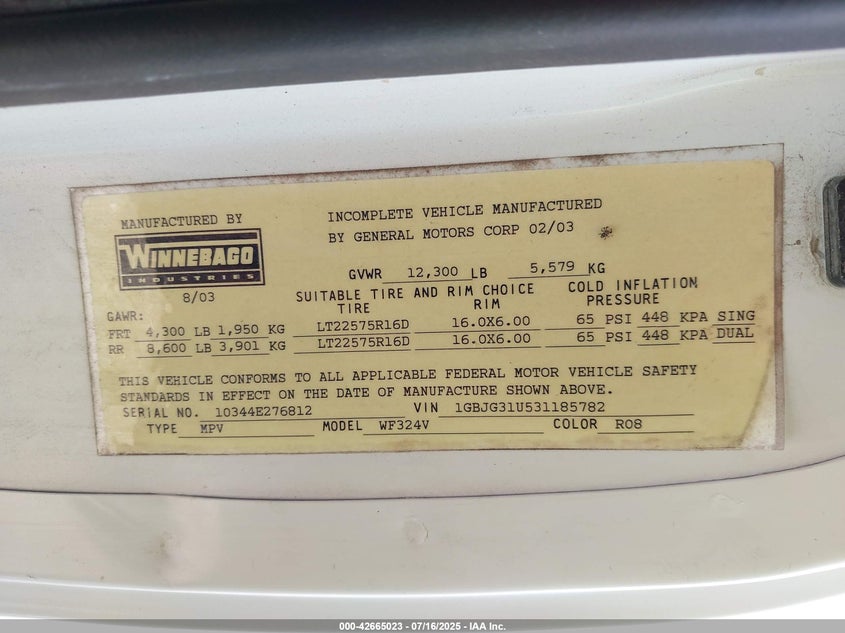 MANUFACTURED BY
WINNEBAGO
INDUSTRIES
8/03
INCOMPLETE VEHICLE MANUFACTURED
BY GENERAL MOTORS CORP 02/03
GVWR 12,300 LB 5,579 KG
SUITABLE TIRE AND RIM CHOICE COLD INFLATION
GAWR: TIRE RIM PRESSURE
FRT 4,300 LB 1,950 KG LT22575R16D 16.0X6.00 65 PSI 448 KPA SING
RR 8,600 LB 3,901 KG LT22575R16D 16.0X6.00 65 PSI 448 KPA DUAL
THIS VEHICLE CONFORMS TO ALL APPLICABLE FEDERAL MOTOR VEHICLE SAFETY
STANDARDS IN EFFECT ON THE DATE OF MANUFACTURE SHOWN ABOVE.
SERIAL NO. 10344E276812 VIN 1GBJG31U531185782
TYPE MPV MODEL WF324V COLOR R08
000-42665023 - 07/16/2025 - IAA Inc.